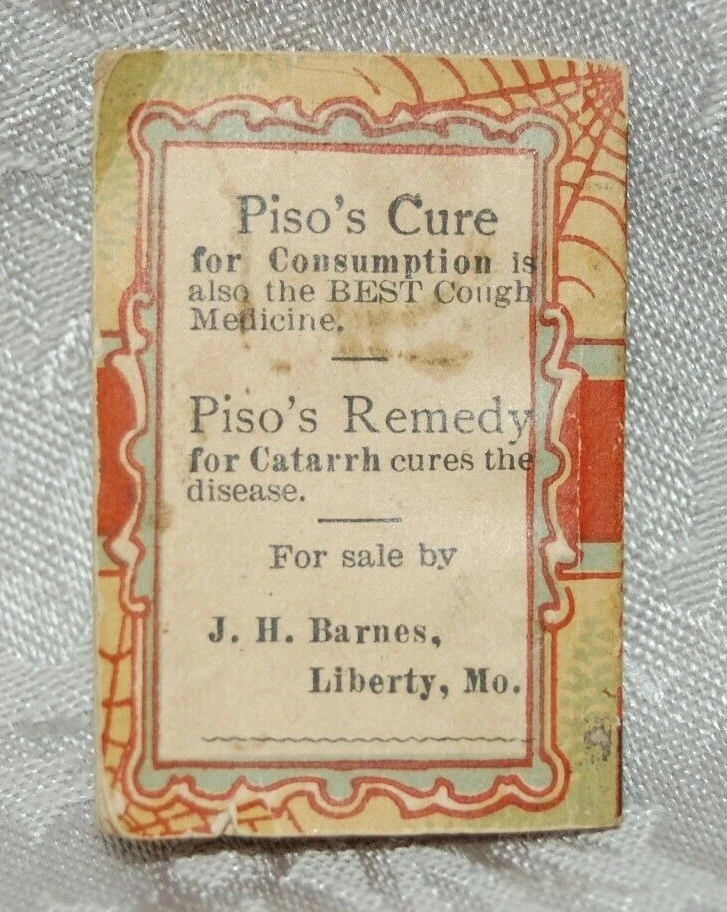 Piso's Cure
for Consumption is
also the BEST Cough
Medicine.
Piso's Remedy
for Catarrh cures the
disease.
For sale by
J. H. Barnes,
Liberty, Mo.